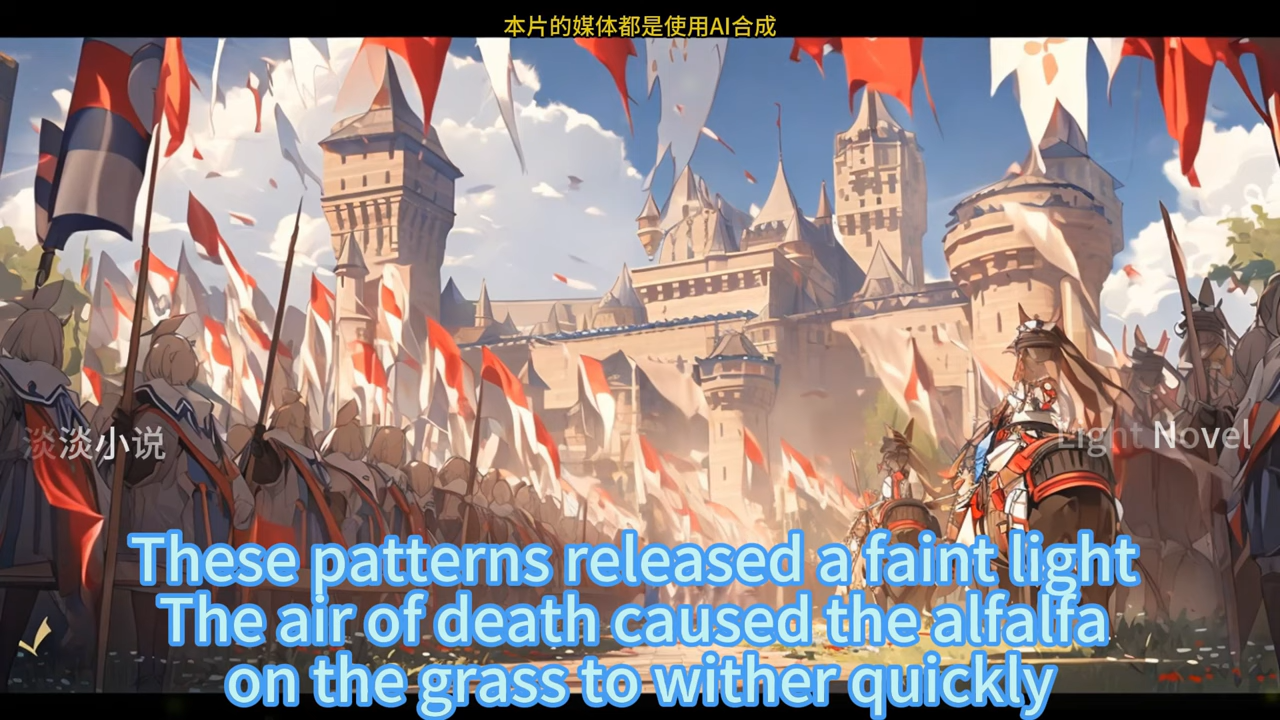 本片的媒体都是使用AI合成
淡淡小说
Light Novel
These patterns released a faint light
The air of death caused the alfalfa
on the grass to wither quickly